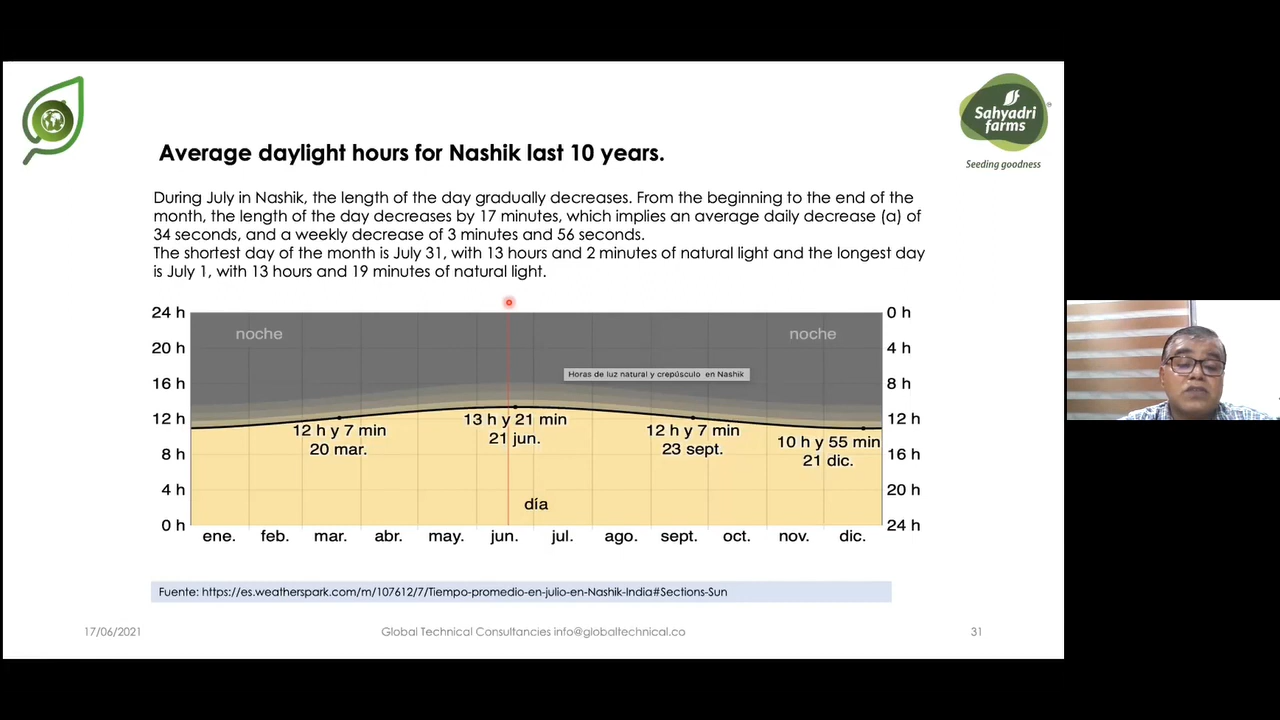 Sahyadri
farms
Seeding goodness
Average daylight hours for Nashik last 10 years.
During July in Nashik, the length of the day gradually decreases. From the beginning to the end of the
month, the length of the day decreases by 17 minutes, which implies an average daily decrease (a) of
34 seconds, and a weekly decrease of 3 minutes and 56 seconds.
The shortest day of the month is July 31, with 13 hours and 2 minutes of natural light and the longest day
is July 1, with 13 hours and 19 minutes of natural light.
24 h 0 h
noche noche
20 h 4 h
Horas de luz natural y crepúsculo en Nashik
16 h 8 h
12 h 12 h
12 h y 7 min 13 h y 21 min 12 h y 7 min 10 h y 55 min
20 mar. 21 jun. 23 sept. 21 dic.
8 h 16 h
4 h 20 h
día
0 h 24 h
ene. feb. mar. abr. may. jun. jul. ago. sept. oct. nov. dic.
Fuente: https://es.weatherspark.com/m/107612/7/Tiempo-promedio-en-julio-en-Nashik-India#Sections-Sun
17/06/2021 Global Technical Consultancies info@globaltechnical.co 31